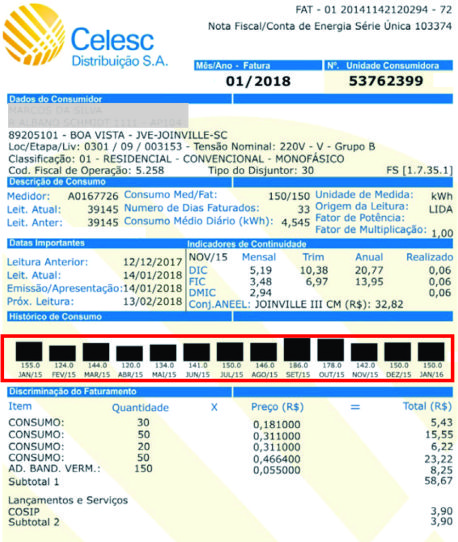 FAT - 01 20141142120294 - 72
Nota Fiscal/Conta de Energia Série Única 103374
Celesc
Distribuição S.A.
Mês/Ano - Fatura Nº. Unidade Consumidora
01/2018 53762399
Dados do Consumidor
MARCOS DA SILVA
R ALBANO SCHMIDT 1111 - AP104
89205101 - BOA VISTA - JVE-JOINVILLE-SC
Loc/Etapa/Liv: 0301 / 09 / 003153 - Tensão Nominal: 220V - V - Grupo B
Classificação: 01 - RESIDENCIAL - CONVENCIONAL - MONOFÁSICO
Cod. Fiscal de Operação: 5.258 Tipo do Disjuntor: 30 FS [1.7.35.1]
Descrição de Consumo
Medidor: A0167726 Consumo Med/Fat: 150/150 Unidade de Medida: kWh
Leit. Atual: 39145 Numero de Dias Faturados: 33 Origem da Leitura: LIDA
Leit. Anter: 39145 Consumo Médio Diário (kWh): 4,545 Fator de Potência:
Fator de Multiplicação: 1,00
Datas Importantes Indicadores de Continuidade
NOV/15 Mensal Trim Anual Realizado
Leitura Anterior: 12/12/2017 DIC 5,19 10,38 20,77 0,06
Leit. Atual: 14/01/2018 FIC 3,48 6,97 13,95 0,06
Emissão/Apresentação: 14/01/2018 DMIC 2,94 0,06
Próx. Leitura: 13/02/2018 Conj.ANEEL: JOINVILLE III CM (R$): 32,82
Histórico de Consumo
155.0 124.0 144.0 120.0 134.0 141.0 150.0 146.0 186.0 178.0 142.0 150.0 150.0
JAN/15 FEV/15 MAR/15 ABR/15 MAI/15 JUN/15 JUL/15 AGO/15 SET/15 OUT/15 NOV/15 DEZ/15 JAN/16
Discriminação do Faturamento
Item Quantidade X Preço (R$) = Total (R$)
CONSUMO: 30 0,181000 5,43
CONSUMO: 50 0,311000 15,55
CONSUMO: 20 0,311000 6,22
CONSUMO: 50 0,466400 23,22
AD. BAND. VERM.: 150 0,055000 8,25
Subtotal 1 58,67
Lançamentos e Serviços
COSIP 3,90
Subtotal 2 3,90